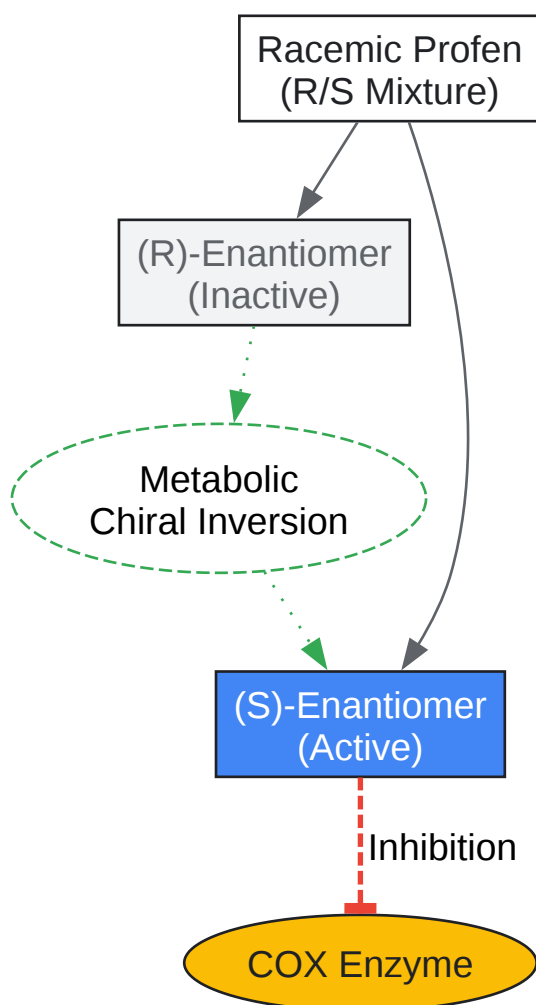 Racemic Profen
(R/S Mixture)
(R)-Enantiomer
(Inactive)
Metabolic
Chiral Inversion
(S)-Enantiomer
(Active)
Inhibition
COX Enzyme